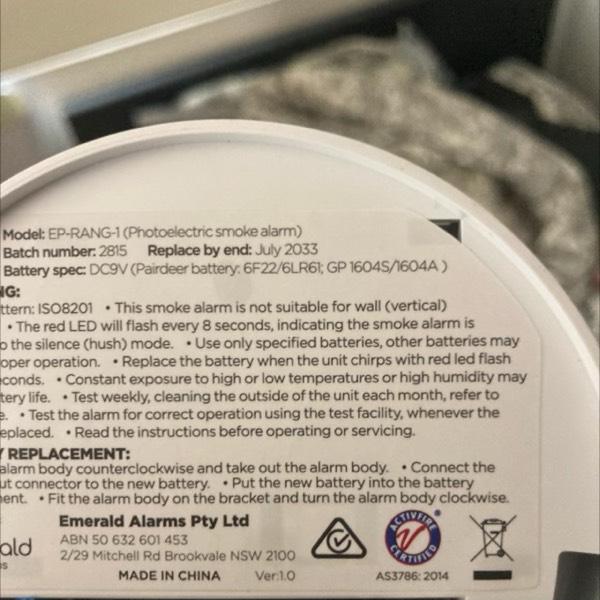 Model: EP-RANG-1 (Photoelectric smoke alarm)
Batch number: 2815 Replace by end: July 2033
Battery spec: DC9V (Pairdeer battery: 6F22/6LR61; GP 1604S/1604A )
NG:
ttern: ISO8201 • This smoke alarm is not suitable for wall (vertical)
• The red LED will flash every 8 seconds, indicating the smoke alarm is
o the silence (hush) mode. • Use only specified batteries, other batteries may
oper operation. • Replace the battery when the unit chirps with red led flash
econds. • Constant exposure to high or low temperatures or high humidity may
tery life. • Test weekly, cleaning the outside of the unit each month, refer to
e. • Test the alarm for correct operation using the test facility, whenever the
eplaced. • Read the instructions before operating or servicing.
Y REPLACEMENT:
alarm body counterclockwise and take out the alarm body. • Connect the
ut connector to the new battery. • Put the new battery into the battery
ent. • Fit the alarm body on the bracket and turn the alarm body clockwise.
Emerald Alarms Pty Ltd
ald
s
ABN 50 632 601 453
2/29 Mitchell Rd Brookvale NSW 2100
MADE IN CHINA Ver:1.0
ACTIVFIRE
CERTIFIED
AS3786: 2014